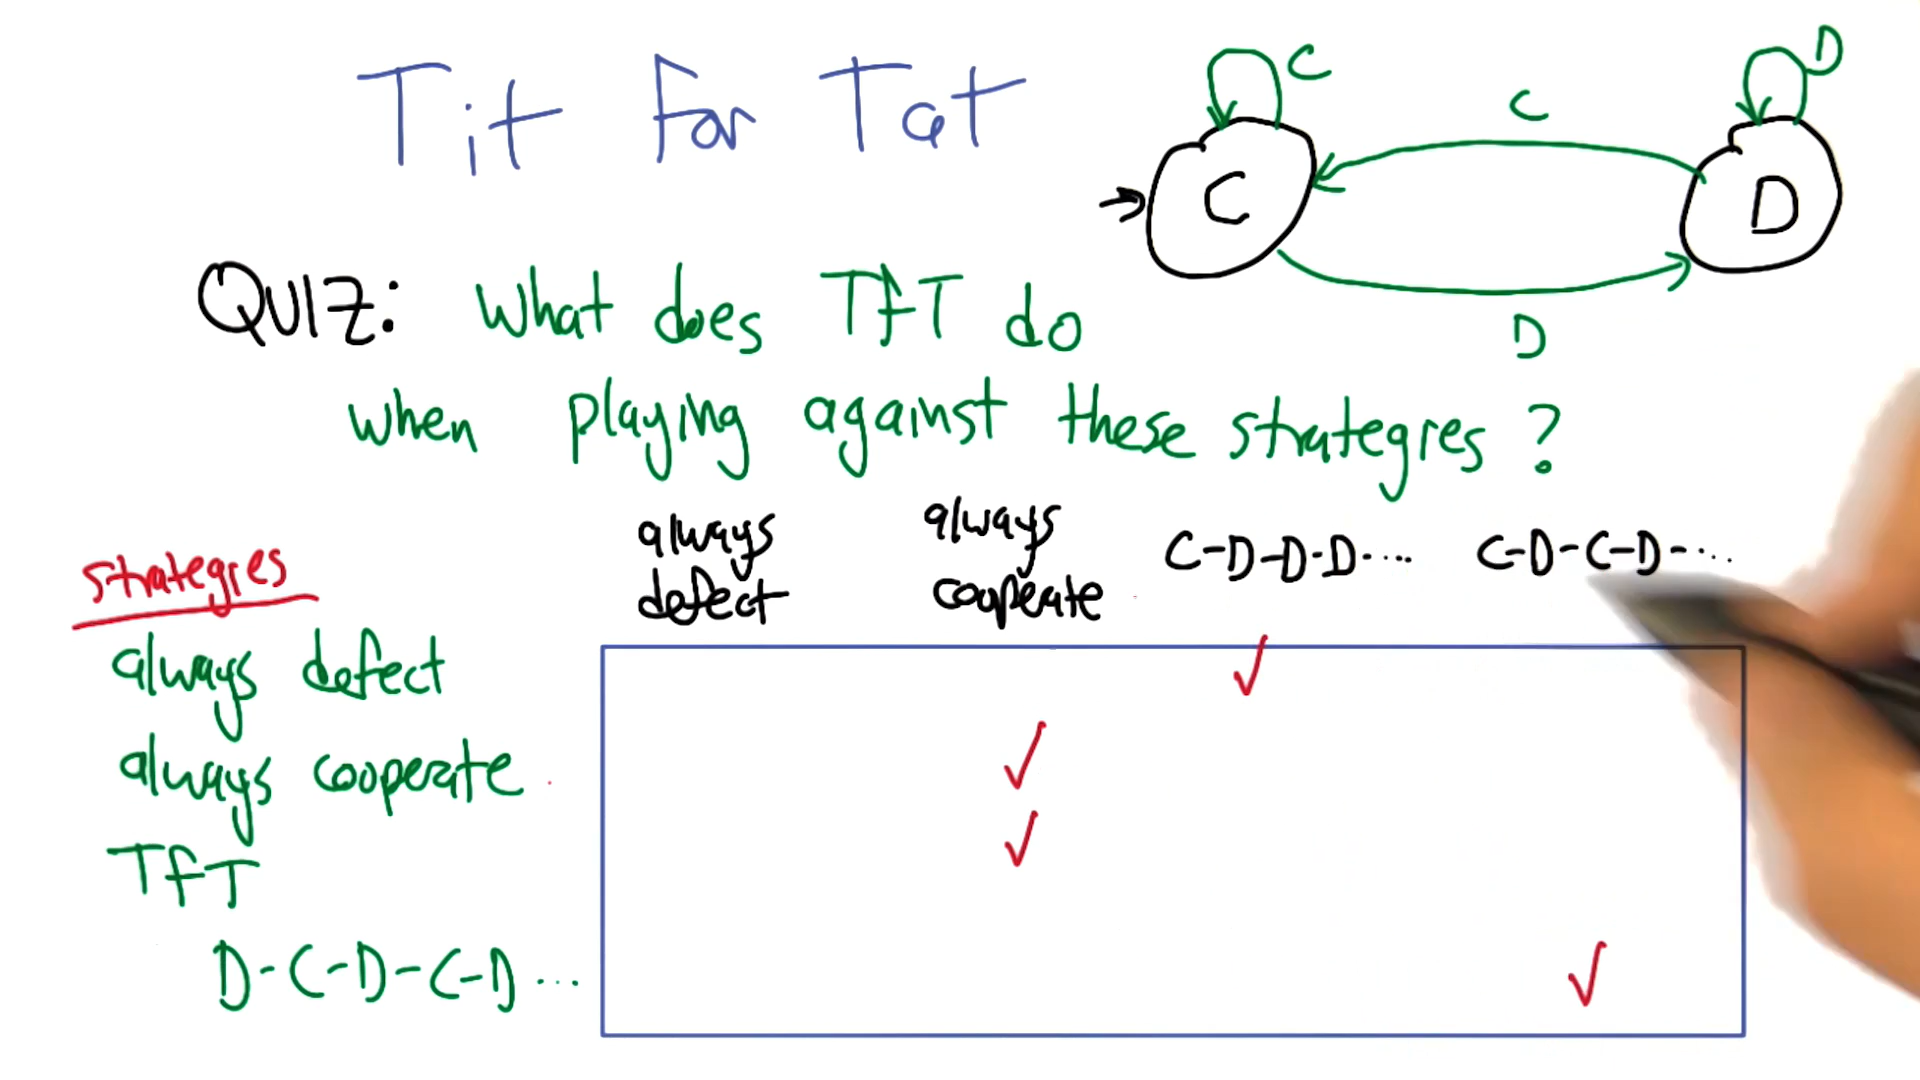 Tit for Tat
C
D
C
C
D
D
QUIZ: What does TfT do
when playing against these strategies?
always
defect
always
cooperate
C-D-D-D-...
C-D-C-D-...
strategies
always defect
✓
always cooperate
✓
TfT
✓
D-C-D-C-D...
✓